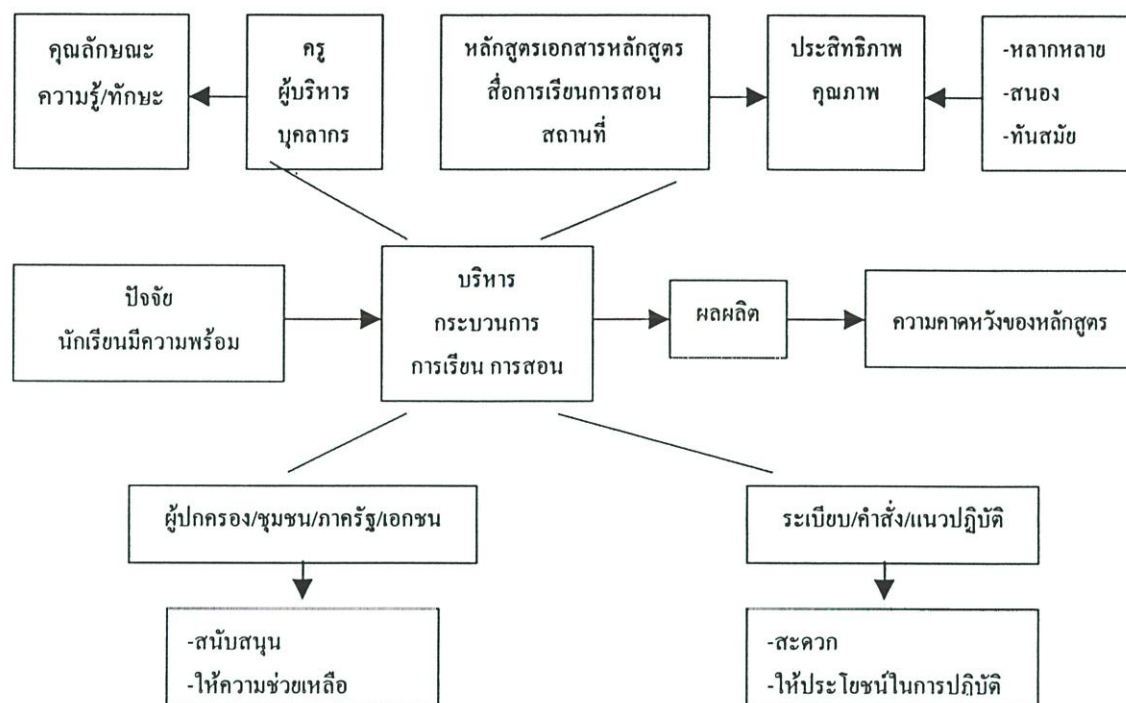 คุณลักษณะ
ความรู้/ทักษะ
ครู
ผู้บริหาร
บุคลากร
หลักสูตรเอกสารหลักสูตร
สื่อการเรียนการสอน
สถานที่
ประสิทธิภาพ
คุณภาพ
-หลากหลาย
-สนอง
-ทันสมัย
ปัจจัย
นักเรียนมีความพร้อม
บริหาร
กระบวนการ
การเรียน การสอน
ผลผลิต
ความคาดหวังของหลักสูตร
ผู้ปกครอง/ชุมชน/ภาครัฐ/เอกชน
ระเบียบ/คำสั่ง/แนวปฏิบัติ
-สนับสนุน
-ให้ความช่วยเหลือ
-สะดวก
-ให้ประโยชน์ในการปฏิบัติ